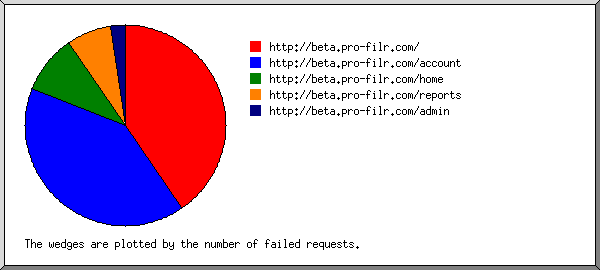 http://beta.pro-filr.com/
http://beta.pro-filr.com/account
http://beta.pro-filr.com/home
http://beta.pro-filr.com/reports
http://beta.pro-filr.com/admin
The wedges are plotted by the number of failed requests.